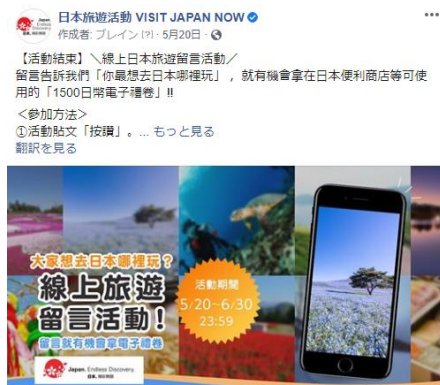 日本旅遊活動 VISIT JAPAN NOW
作成者: ブレイン [?]・5月20日・
【活動結束】＼線上日本旅遊留言活動／
留言告訴我們「你最想去日本哪裡玩」，就有機會拿在日本便利商店等可使
用的「1500日幣電子禮卷」!!
＜參加方法＞
①活動貼文「按讚」。... もっと見る
翻訳を見る
大家想去日本哪裡玩？
線上旅遊
留言活動！
留言就有機會拿電子禮卷
活動期間
5/20~6/30
23:59
Japan. Endless Discovery.